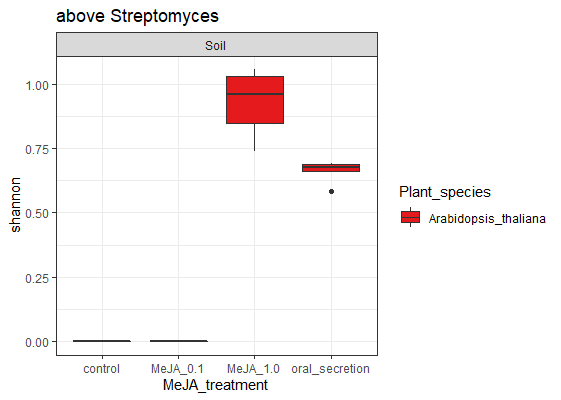 above Streptomyces
Soil
1.00
0.75
0.50
0.25
0.00
shannon
control MeJA_0.1 MeJA_1.0 oral_secretion
MeJA_treatment
Plant_species
Arabidopsis_thaliana